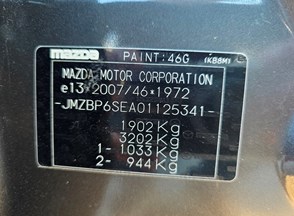 mazda PAINT:46G (KBBM)
MAZDA MOTOR CORPORATION
e13*2007/46*1972
-JMZBP6SEA01125341-
1902 Kg
3202 Kg
1- 1033 Kg
2- 944 Kg